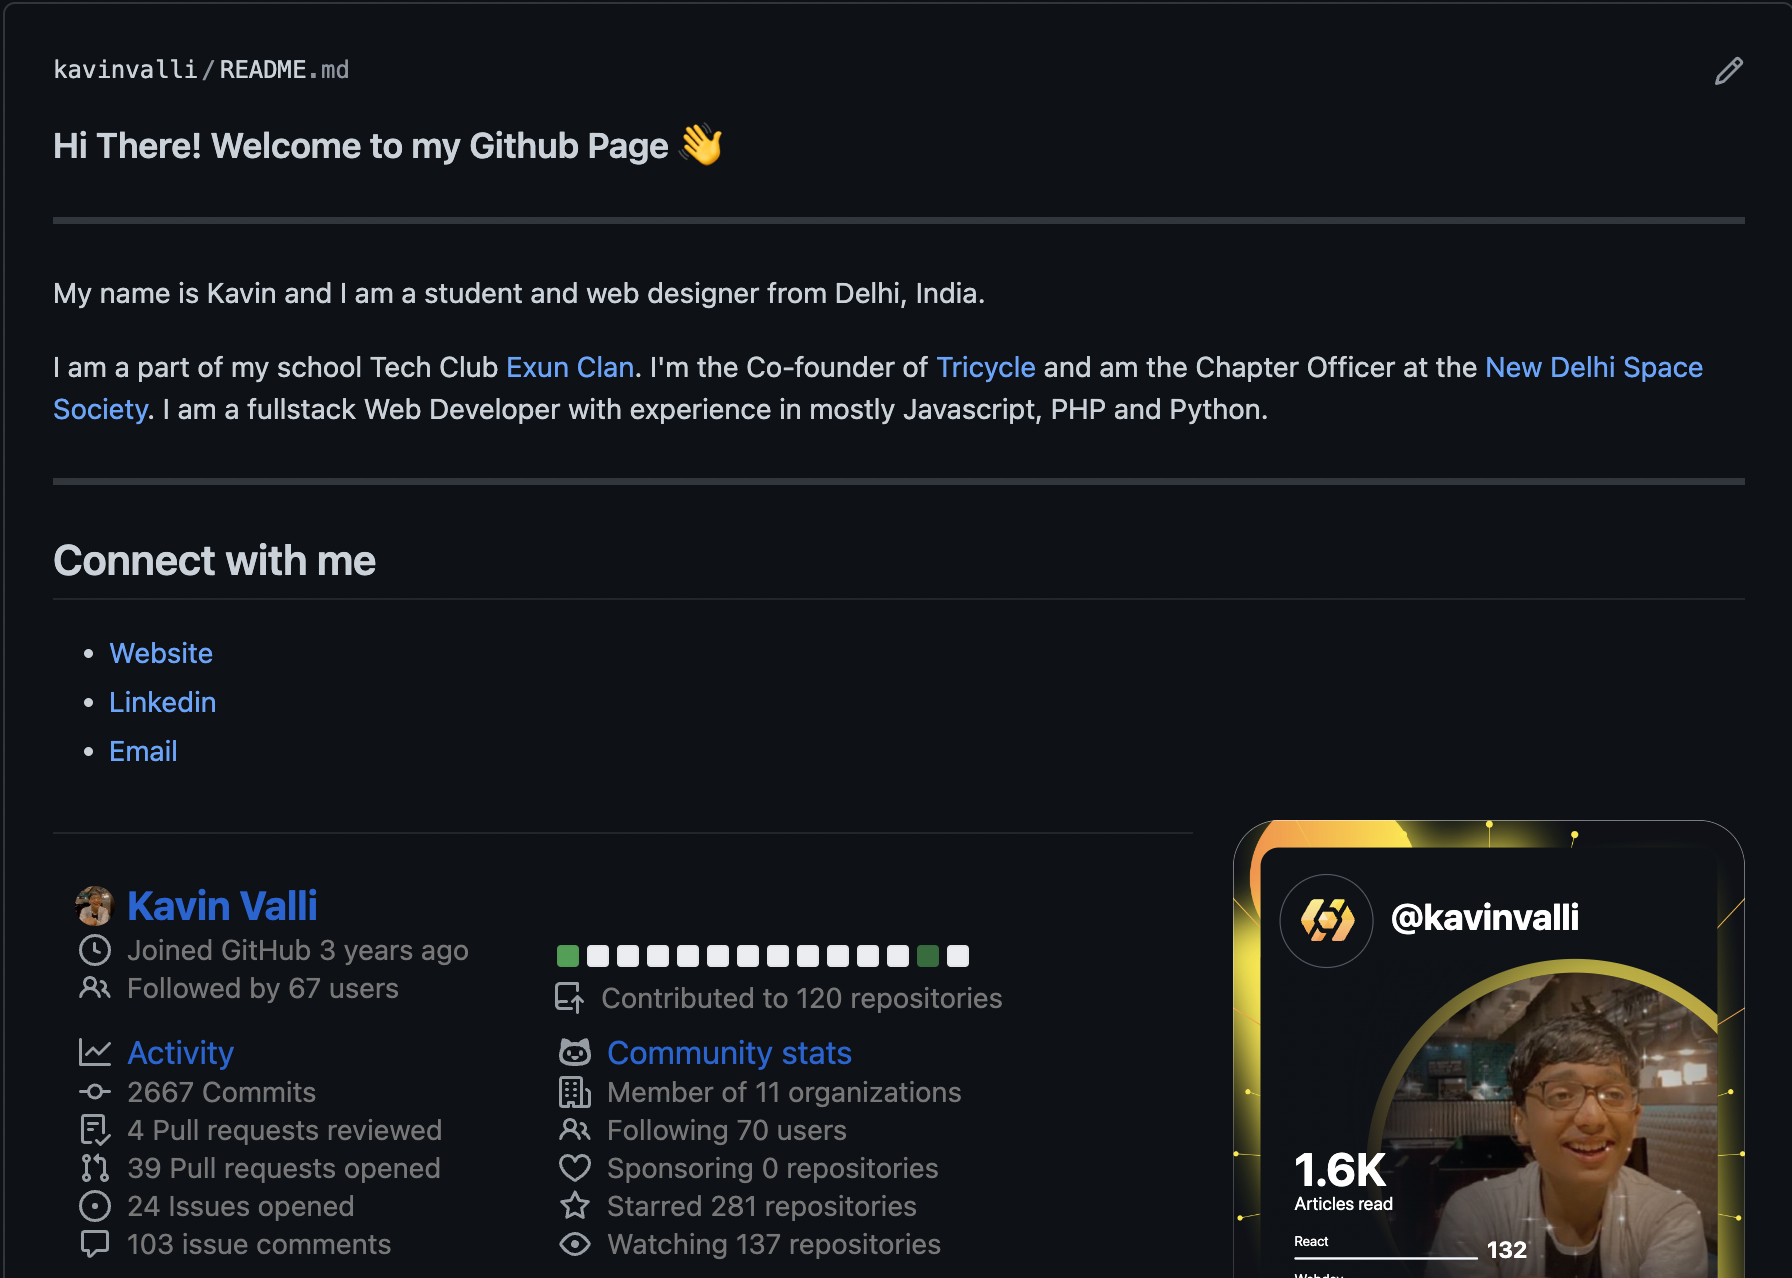 kavinvalli/README.md
Hi There! Welcome to my Github Page 👋
My name is Kavin and I am a student and web designer from Delhi, India.
I am a part of my school Tech Club Exun Clan. I'm the Co-founder of Tricycle and am the Chapter Officer at the New Delhi Space
Society. I am a fullstack Web Developer with experience in mostly Javascript, PHP and Python.
Connect with me
Website
Linkedin
Email
Kavin Valli
Joined GitHub 3 years ago
Followed by 67 users
Contributed to 120 repositories
Activity
2667 Commits
4 Pull requests reviewed
39 Pull requests opened
24 Issues opened
103 issue comments
Community stats
Member of 11 organizations
Following 70 users
Sponsoring 0 repositories
Starred 281 repositories
Watching 137 repositories
@kavinvalli
1.6K
Articles read
React
132